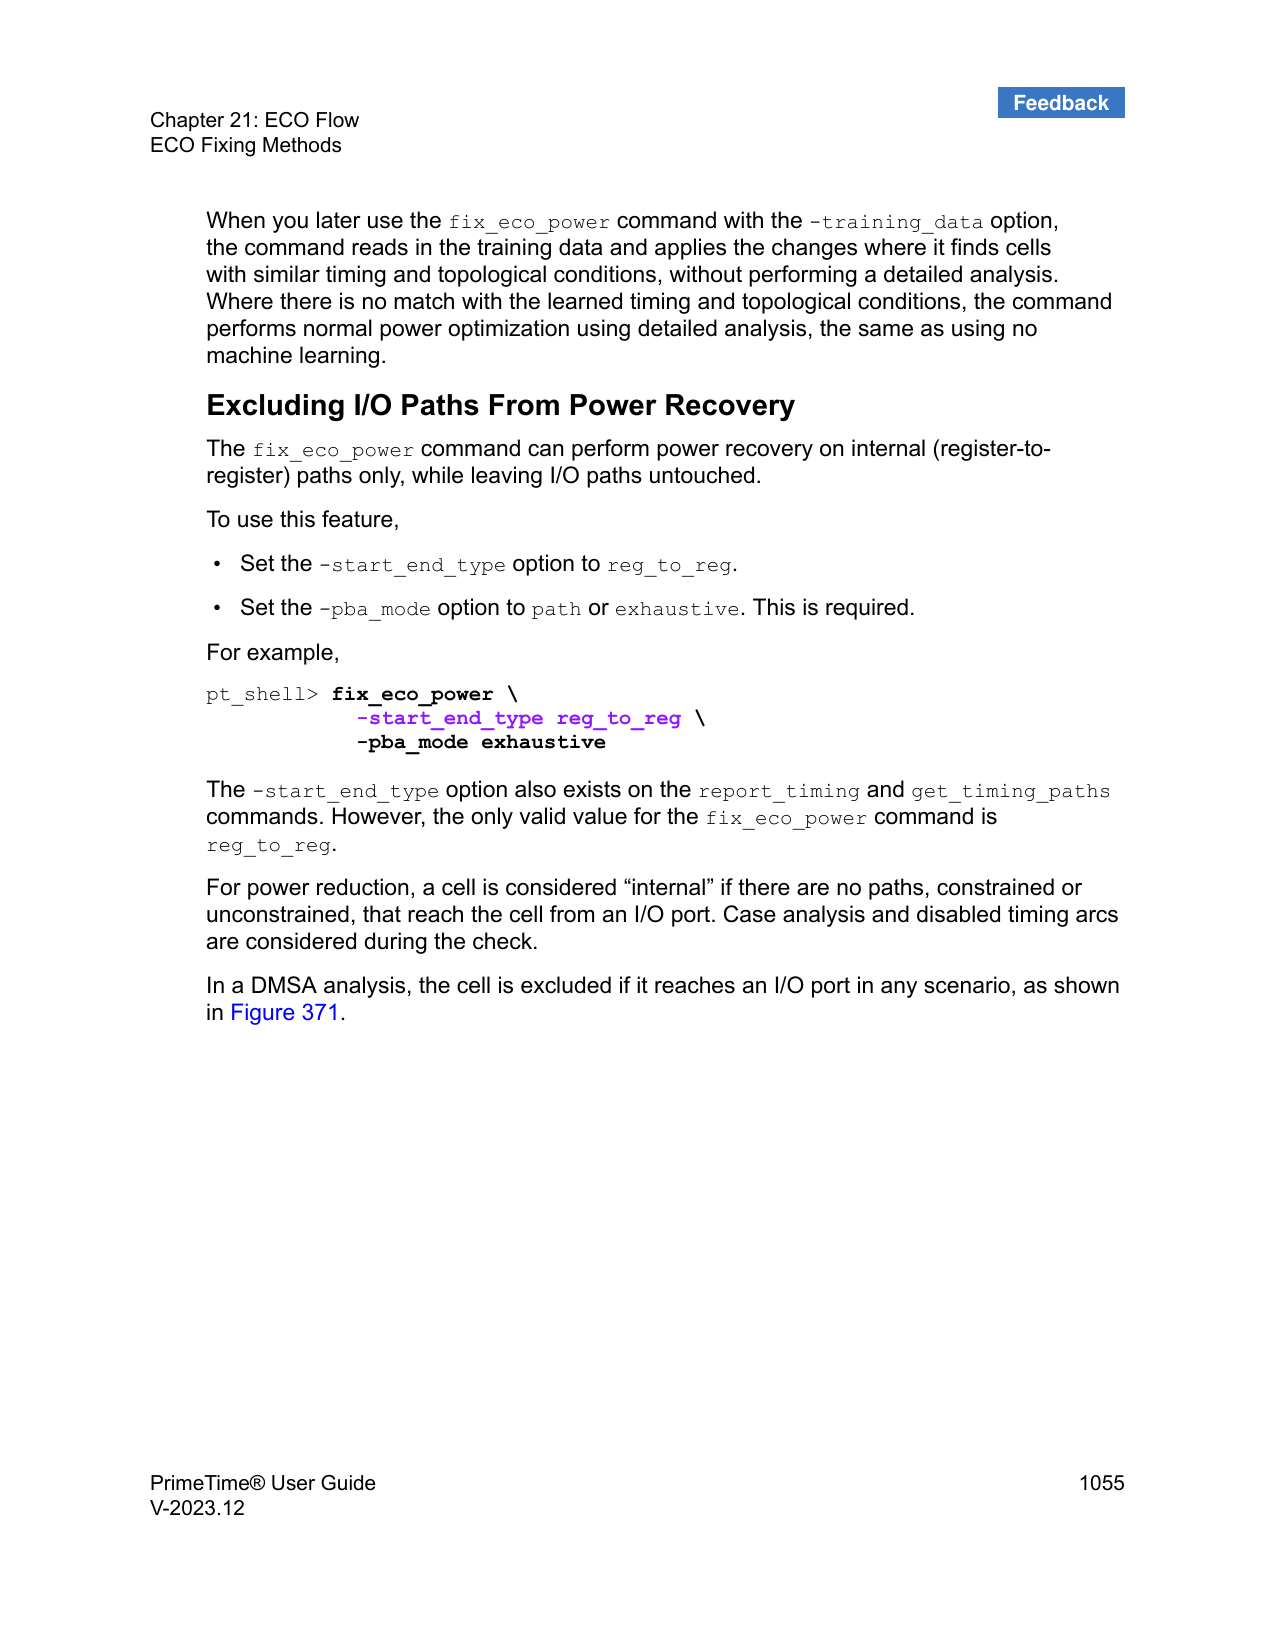 Feedback
Chapter 21: ECO Flow
ECO Fixing Methods
When you later use the fix_eco_power command with the -training_data option,
the command reads in the training data and applies the changes where it finds cells
with similar timing and topological conditions, without performing a detailed analysis.
Where there is no match with the learned timing and topological conditions, the command
performs normal power optimization using detailed analysis, the same as using no
machine learning.
Excluding I/O Paths From Power Recovery
The fix_eco_power command can perform power recovery on internal (register-to-
register) paths only, while leaving I/O paths untouched.
To use this feature,
• Set the -start_end_type option to reg_to_reg.
• Set the -pba_mode option to path or exhaustive. This is required.
For example,
pt_shell> fix_eco_power \
-start_end_type reg_to_reg \
-pba_mode exhaustive
The -start_end_type option also exists on the report_timing and get_timing_paths
commands. However, the only valid value for the fix_eco_power command is
reg_to_reg.
For power reduction, a cell is considered “internal” if there are no paths, constrained or
unconstrained, that reach the cell from an I/O port. Case analysis and disabled timing arcs
are considered during the check.
In a DMSA analysis, the cell is excluded if it reaches an I/O port in any scenario, as shown
in Figure 371.
PrimeTime® User Guide 1055
V-2023.12